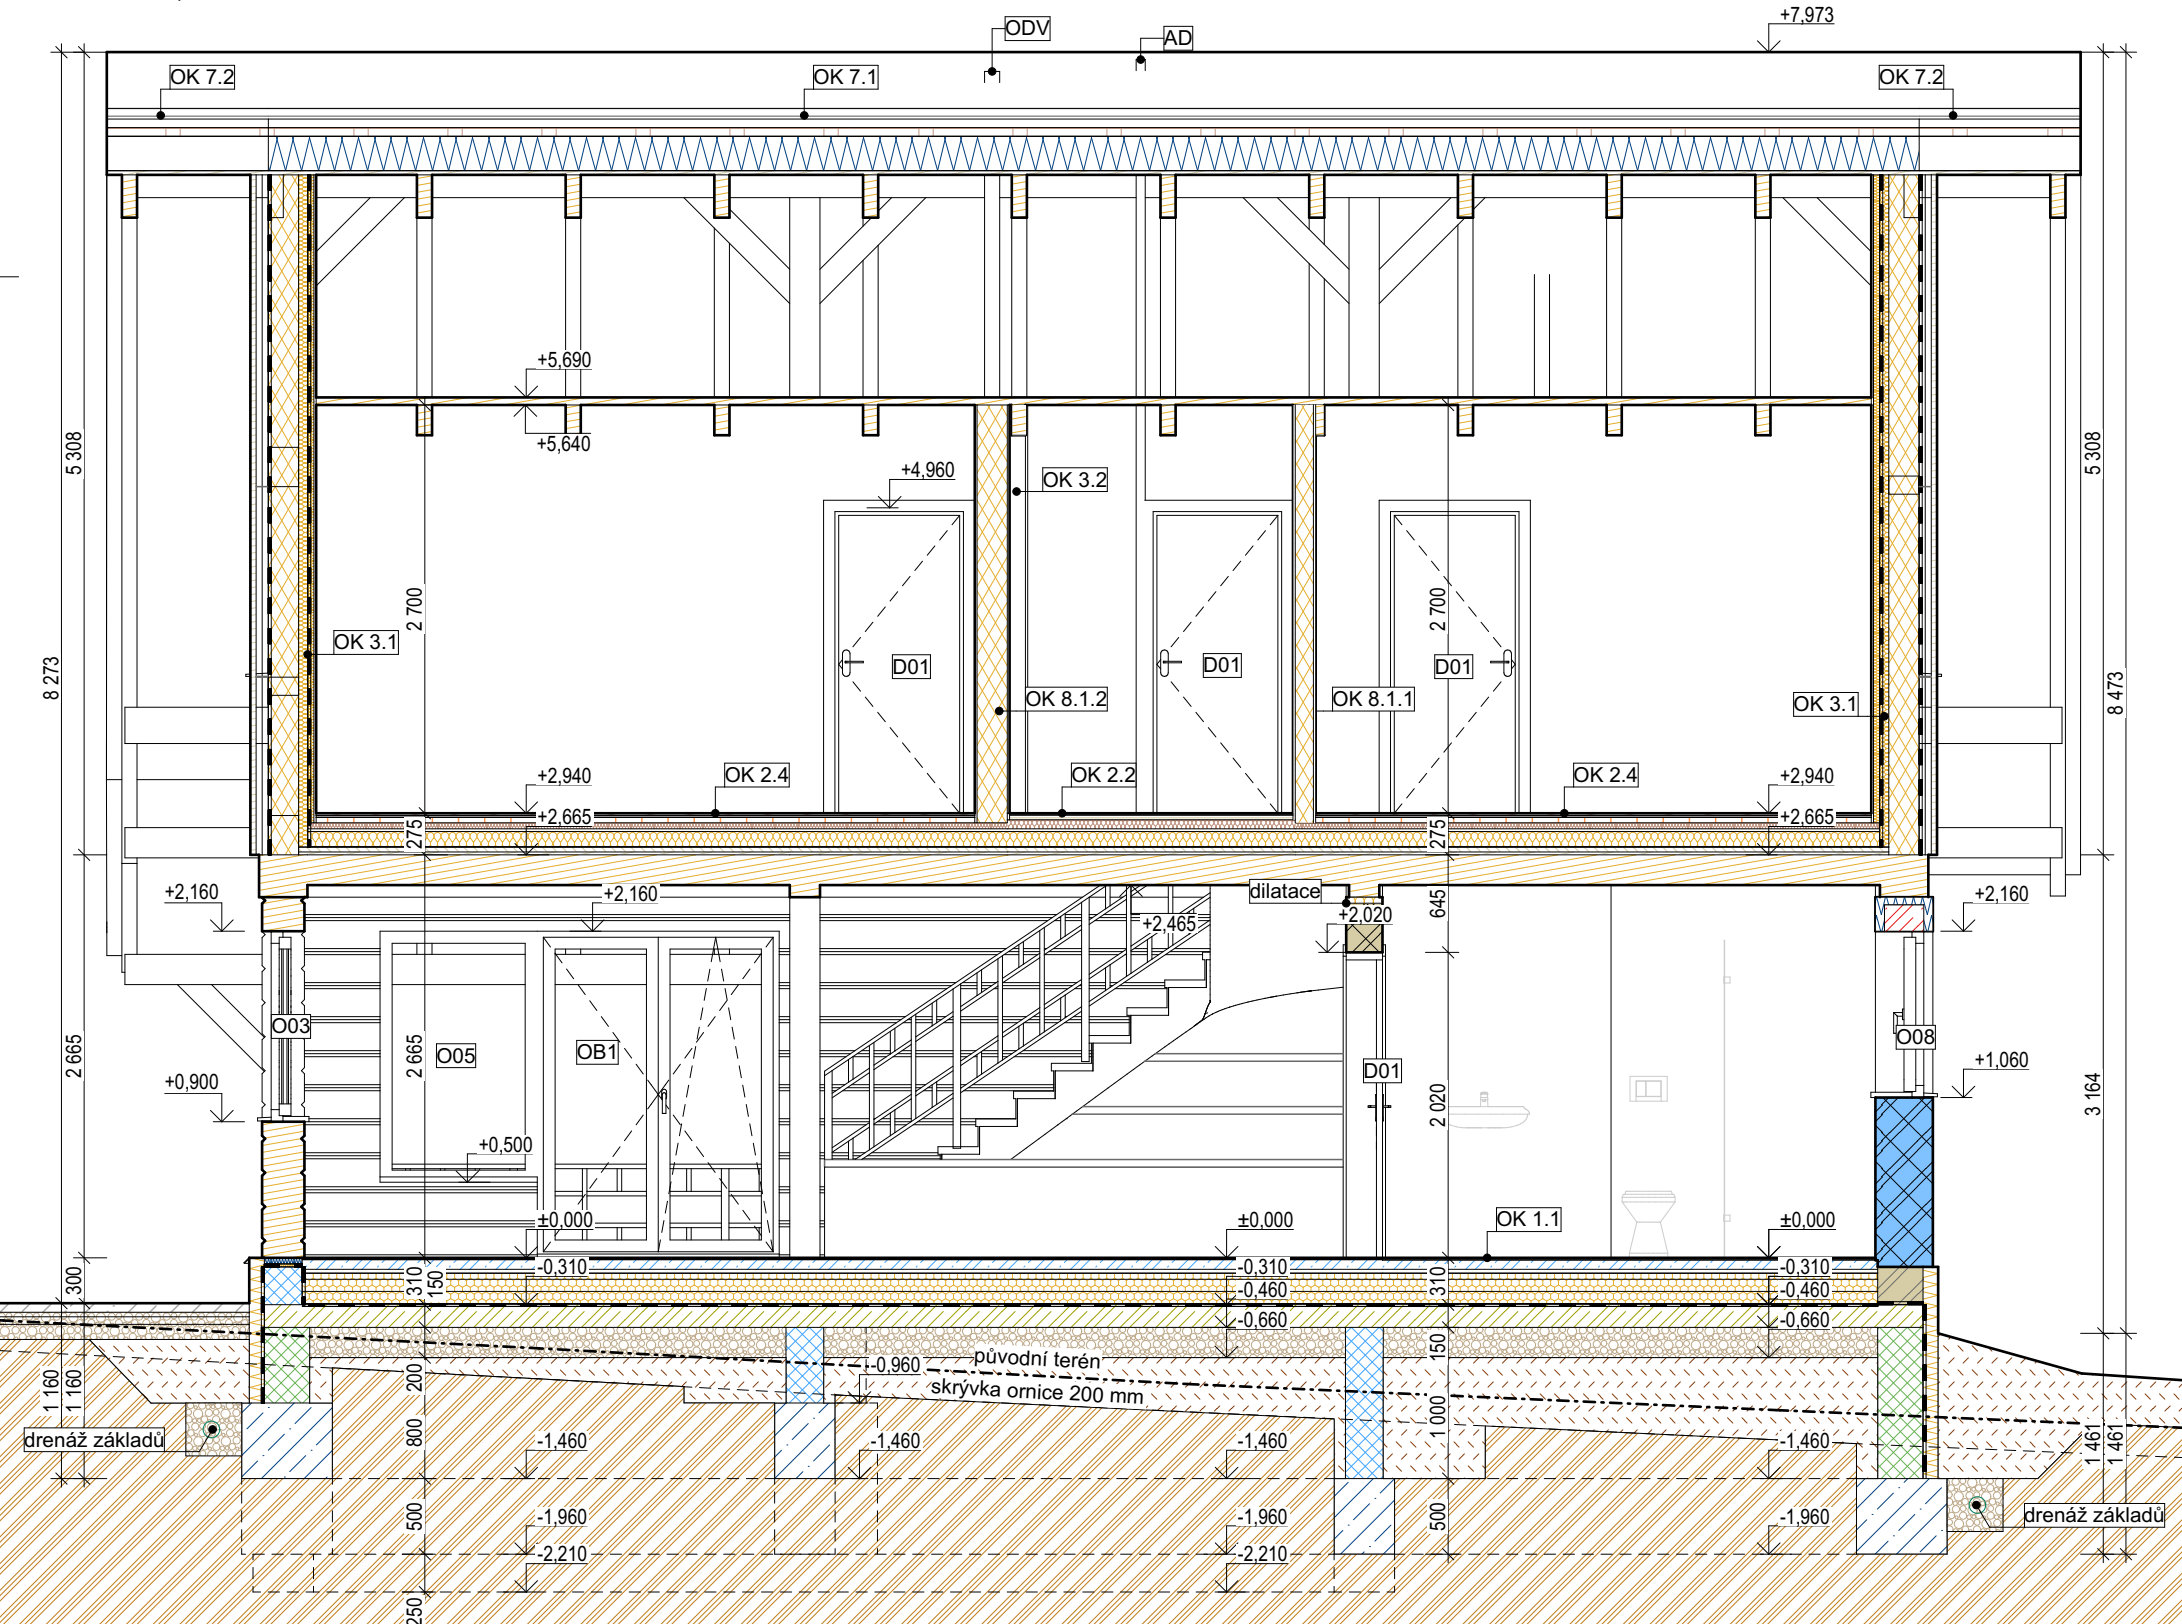 ODV
AD
+7,973
OK 7.2
OK 7.1
OK 7.2
+5,690
+5,640
5 308
5 308
+4,960
OK 3.2
2 700
2 700
OK 3.1
D01
D01
D01
8 273
8 473
OK 8.1.2
OK 8.1.1
OK 3.1
+2,940
OK 2.4
OK 2.2
OK 2.4
+2,940
+2,665
+2,665
275
275
+2,160
+2,160
dilatace
645
+2,160
+2,020
+2,465
O03
O05
OB1
O08
2 665
2 665
D01
+0,900
+1,060
2 020
3 164
+0,500
±0,000
±0,000
OK 1.1
±0,000
-0,310
-0,310
-0,310
300
310
150
310
-0,460
-0,460
-0,660
-0,660
150
původní terén
-0,960
skrývka ornice 200 mm
1 160
1 160
200
1 000
drenáž základů
800
-1,460
-1,460
-1,460
-1,460
1 461
1 461
500
500
-1,960
-1,960
-1,960
drenáž základů
-2,210
-2,210
250